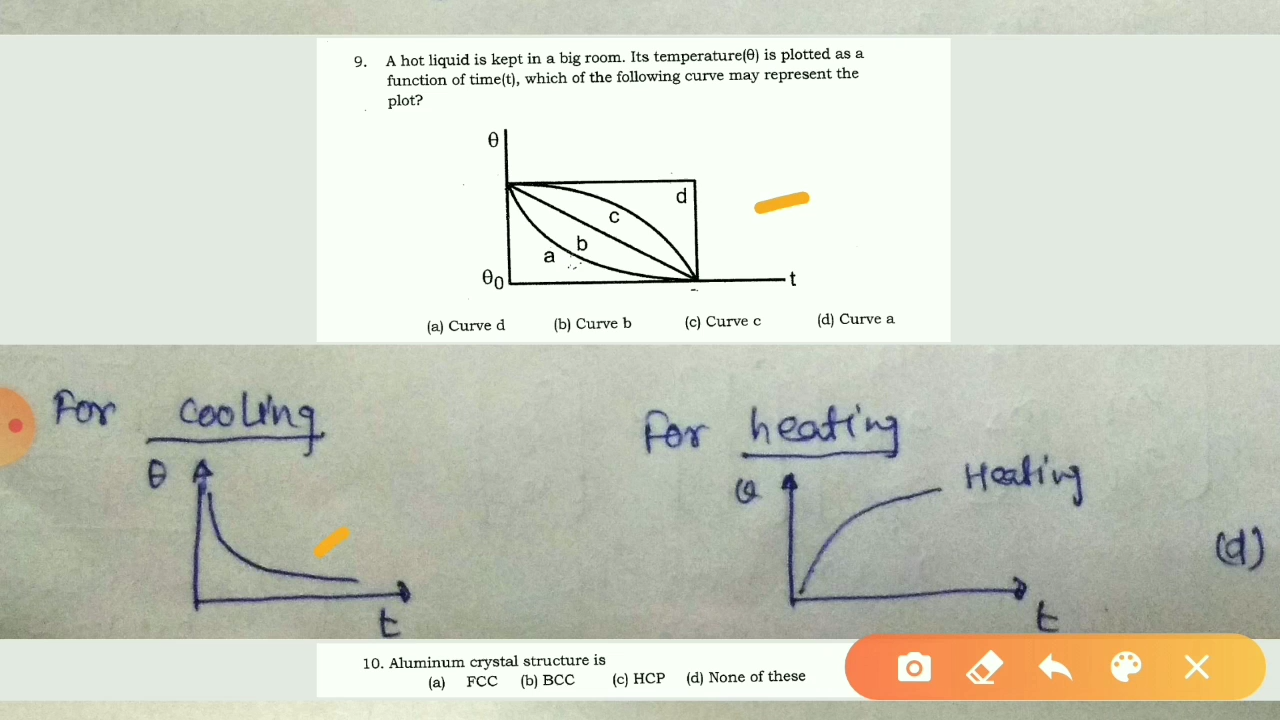 9. A hot liquid is kept in a big room. Its temperature(θ) is plotted as a
function of time(t), which of the following curve may represent the
plot?
θ
d
c
b
a
θ0
t
(a) Curve d (b) Curve b (c) Curve c (d) Curve a
For cooling
For heating
θ
θ
Heating
(d)
t
t
10. Aluminum crystal structure is
(a) FCC (b) BCC (c) HCP (d) None of these